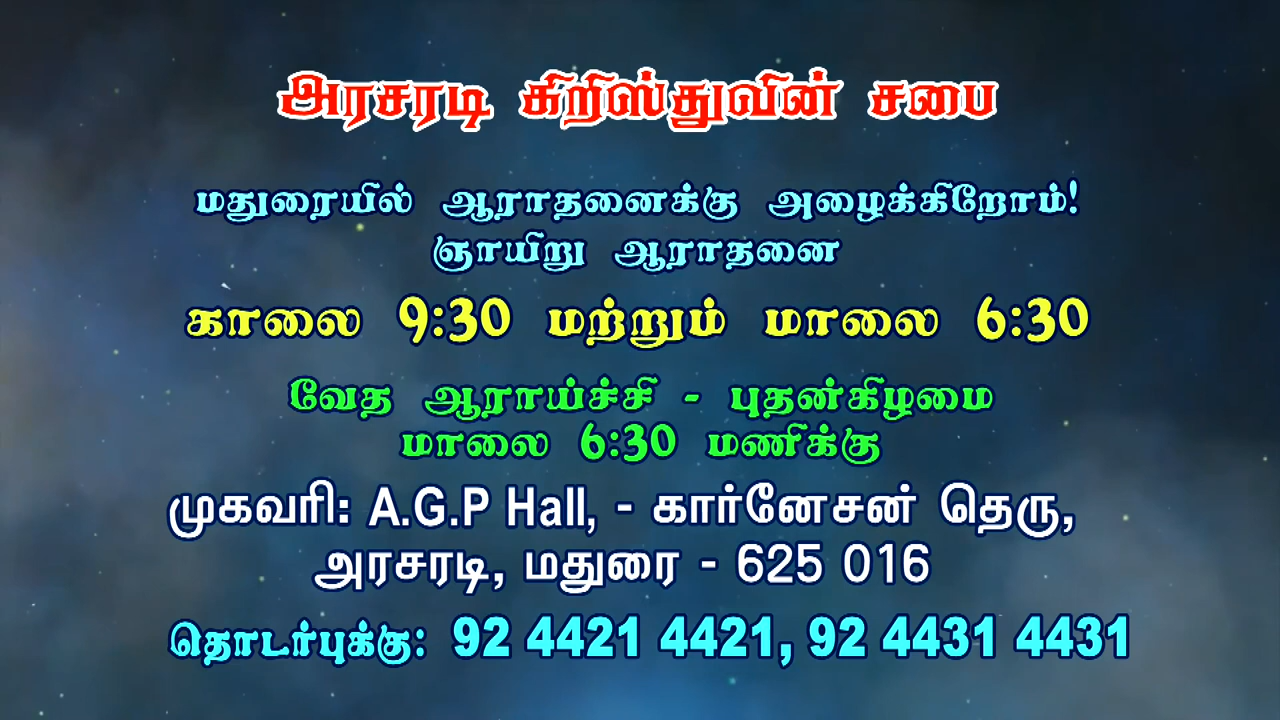 அரசரடி கிறிஸ்துவின் சபை
மதுரையில் ஆராதனைக்கு அழைக்கிறோம்!
ஞாயிறு ஆராதனை
காலை 9:30 மற்றும் மாலை 6:30
வேத ஆராய்ச்சி - புதன்கிழமை
மாலை 6:30 மணிக்கு
முகவரி: A.G.P Hall, - கார்னேசன் தெரு,
அரசரடி, மதுரை - 625 016
தொடர்புக்கு: 92 4421 4421, 92 4431 4431